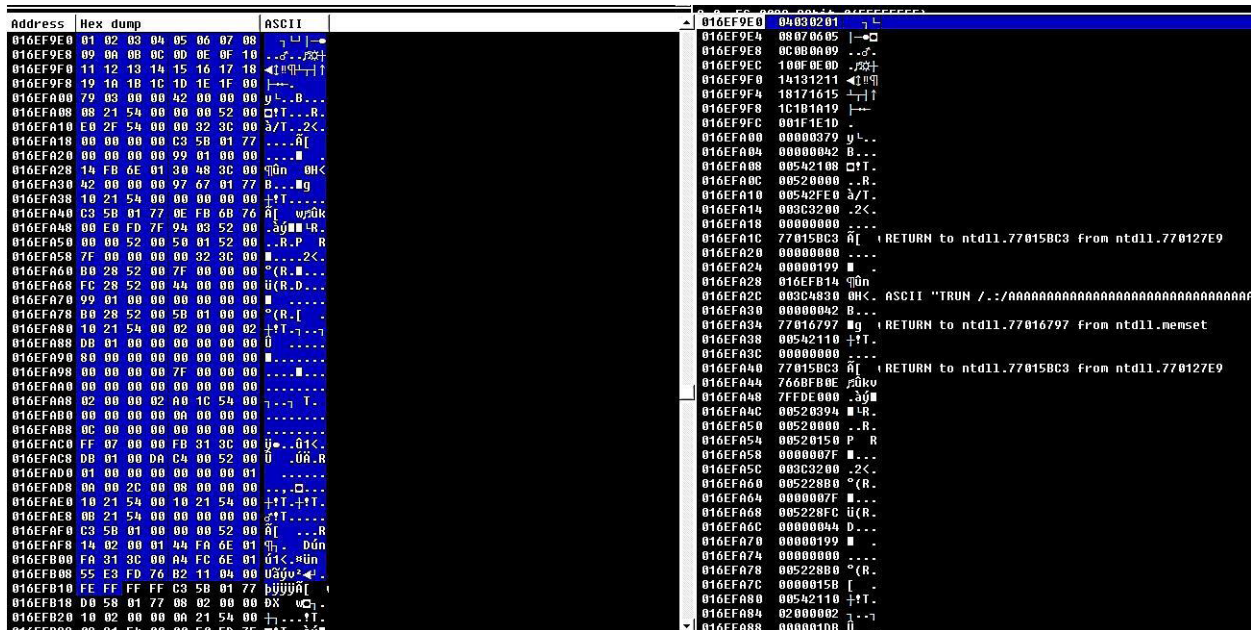 Address Hex dump ASCII
016EF9E0 01 02 03 04 05 06 07 08
016EF9E8 09 0A 0B 0C 0D 0E 0F 10
016EF9F0 11 12 13 14 15 16 17 18
016EF9F8 19 1A 1B 1C 1D 1E 1F 00
016EFA00 79 03 00 00 42 00 00 00
016EFA08 08 21 54 00 00 00 52 00
016EFA10 E0 2F 54 00 00 32 3C 00
016EFA18 00 00 00 00 C3 5B 01 77
016EFA20 00 00 00 00 99 01 00 00
016EFA28 14 FB 6E 01 30 48 3C 00
016EFA30 42 00 00 00 97 67 01 77
016EFA38 10 21 54 00 00 00 00 00
016EFA40 C3 5B 01 77 0E FB 6B 76
016EFA48 00 E0 FD 7F 94 03 52 00
016EFA50 00 00 52 00 50 01 52 00
016EFA58 7F 00 00 00 00 32 3C 00
016EFA60 B0 28 52 00 7F 00 00 00
016EFA68 FC 28 52 00 44 00 00 00
016EFA70 99 01 00 00 00 00 00 00
016EFA78 B0 28 52 00 5B 01 00 00
016EFA80 10 21 54 00 02 00 00 02
016EFA88 DB 01 00 00 00 00 00 00
016EFA90 80 00 00 00 00 00 00 00
016EFA98 00 00 00 00 7F 00 00 00
016EFAA0 00 00 00 00 00 00 00 00
016EFAA8 02 00 00 02 A0 1C 54 00
016EFAB0 00 00 00 00 0A 00 00 00
016EFAB8 0C 00 00 00 00 00 00 00
016EFAC0 FF 07 00 00 FB 31 3C 00
016EFAC8 DB 01 00 DA C4 00 52 00
016EFAD0 01 00 00 00 00 00 00 01
016EFAD8 0A 00 2C 00 08 00 00 00
016EFAE0 10 21 54 00 10 21 54 00
016EFAE8 0B 21 54 00 00 00 00 00
016EFAF0 C3 5B 01 00 00 00 52 00
016EFAF8 14 02 00 01 44 FA 6E 01
016EFB00 FA 31 3C 00 A4 FC 6E 01
016EFB08 55 E3 FD 76 B2 11 04 00
016EFB10 FE FF FF FF C3 5B 01 77
016EFB18 D0 58 01 77 08 02 00 00
016EFB20 10 02 00 00 0A 21 54 00
016EF9E0 04030201
016EF9E4 08070605
016EF9E8 0C0B0A09
016EF9EC 100F0E0D
016EF9F0 14131211
016EF9F4 18171615
016EF9F8 1C1B1A19
016EF9FC 001F1E1D
016EFA00 00000379
016EFA04 00000042 B...
016EFA08 00542108
016EFA0C 00520000 ..R.
016EFA10 00542FE0 à/T.
016EFA14 003C3200 .2<.
016EFA18 00000000 ....
016EFA1C 77015BC3 RETURN to ntdll.77015BC3 from ntdll.770127E9
016EFA20 00000000 ....
016EFA24 00000199
016EFA28 016EFB14
016EFA2C 003C4830 0H<. ASCII "TRUN /.:/AAAAAAAAAAAAAAAAAAAAAAAAAAAAAAAA
016EFA30 00000042 B...
016EFA34 77016797 RETURN to ntdll.77016797 from ntdll.memset
016EFA38 00542110
016EFA3C 00000000 ....
016EFA40 77015BC3 RETURN to ntdll.77015BC3 from ntdll.770127E9
016EFA44 766BFB0E
016EFA48 7FFDE000
016EFA4C 00520394
016EFA50 00520000 ..R.
016EFA54 00520150 P R
016EFA58 0000007F
016EFA5C 003C3200 .2<.
016EFA60 005228B0 °(R.
016EFA64 0000007F
016EFA68 005228FC ü(R.
016EFA6C 00000044 D...
016EFA70 00000199
016EFA74 00000000 ....
016EFA78 005228B0 °(R.
016EFA7C 0000015B
016EFA80 00542110
016EFA84 02000002
016EFA88 000001DB